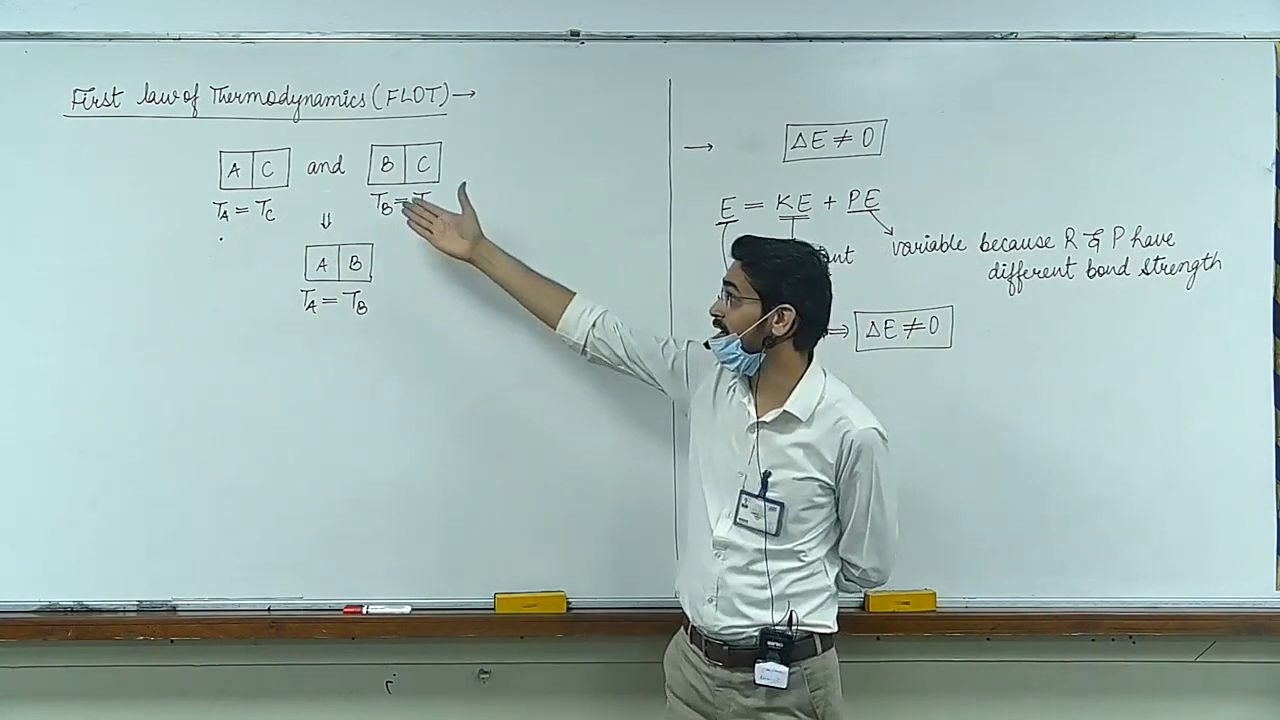 First law of Thermodynamics (FLOT) →
A C and B C
T_A = T_C T_B =
⇓
A B
T_A = T_B
→ ΔE ≠ 0
E = KE + PE
variable because R & P have
different bond strength
⇒ ΔE ≠ 0